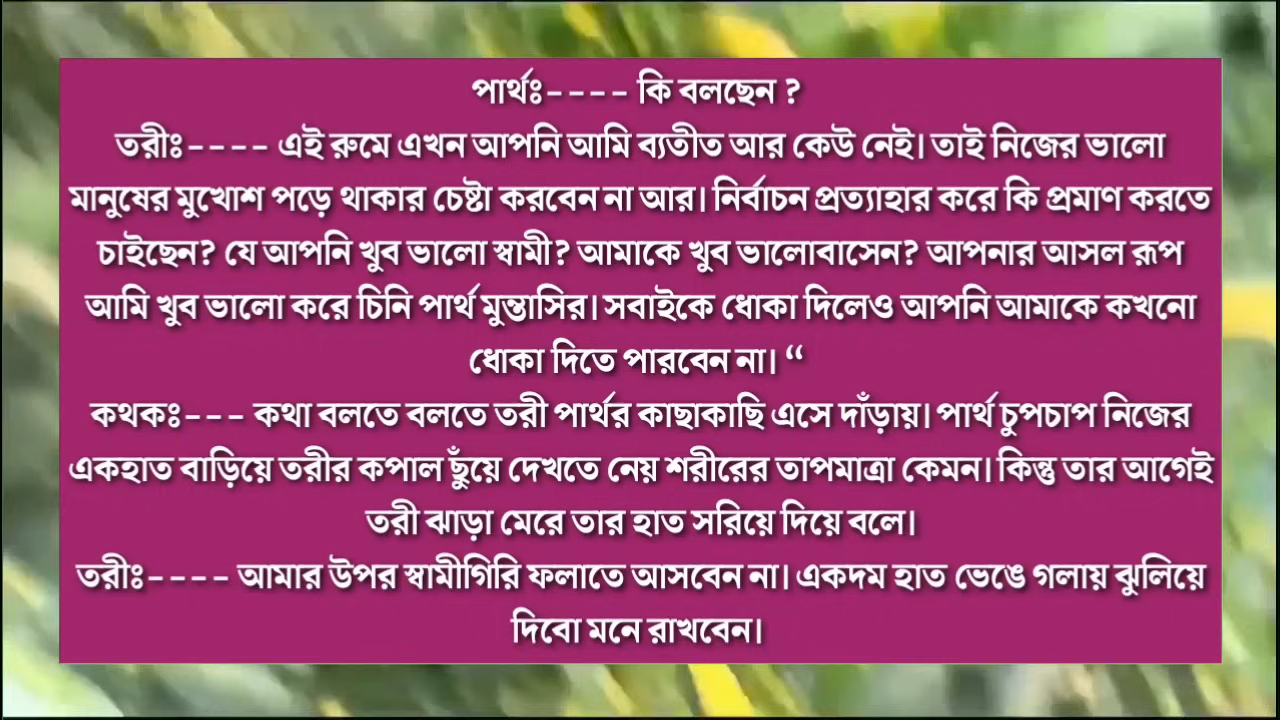 পার্থঃ---- কি বলছেন ?
তরীঃ---- এই রুমে এখন আপনি আমি ব্যতীত আর কেউ নেই। তাই নিজের ভালো
মানুষের মুখোশ পড়ে থাকার চেষ্টা করবেন না আর। নির্বাচন প্রত্যাহার করে কি প্রমাণ করতে
চাইছেন? যে আপনি খুব ভালো স্বামী? আমাকে খুব ভালোবাসেন? আপনার আসল রূপ
আমি খুব ভালো করে চিনি পার্থ মুন্তাসির। সবাইকে ধোকা দিলেও আপনি আমাকে কখনো
ধোকা দিতে পারবেন না। “
কথকঃ--- কথা বলতে বলতে তরী পার্থর কাছাকাছি এসে দাঁড়ায়। পার্থ চুপচাপ নিজের
একহাত বাড়িয়ে তরীর কপাল ছুঁয়ে দেখতে নেয় শরীরের তাপমাত্রা কেমন। কিন্তু তার আগেই
তরী ঝাড়া মেরে তার হাত সরিয়ে দিয়ে বলে।
তরীঃ---- আমার উপর স্বামীগিরি ফলাতে আসবেন না। একদম হাত ভেঙে গলায় ঝুলিয়ে
দিবো মনে রাখবেন।